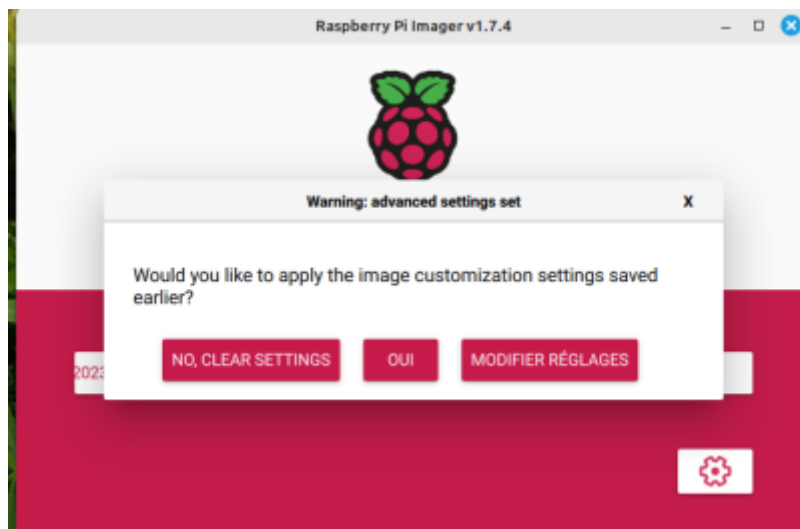 Raspberry Pi Imager v1.7.4
Warning: advanced settings set X
Would you like to apply the image customization settings saved
earlier?
NO, CLEAR SETTINGS OUI MODIFIER RÉGLAGES
2023